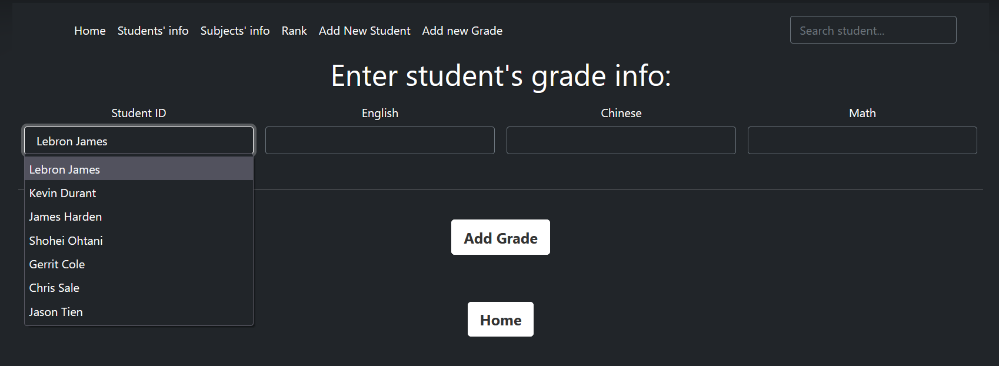 Home Students' info Subjects' info Rank Add New Student Add new Grade Search student...
Enter student's grade info:
Student ID English Chinese Math
Lebron James
Lebron James
Kevin Durant
James Harden
Shohei Ohtani
Gerrit Cole
Chris Sale
Jason Tien
Add Grade
Home